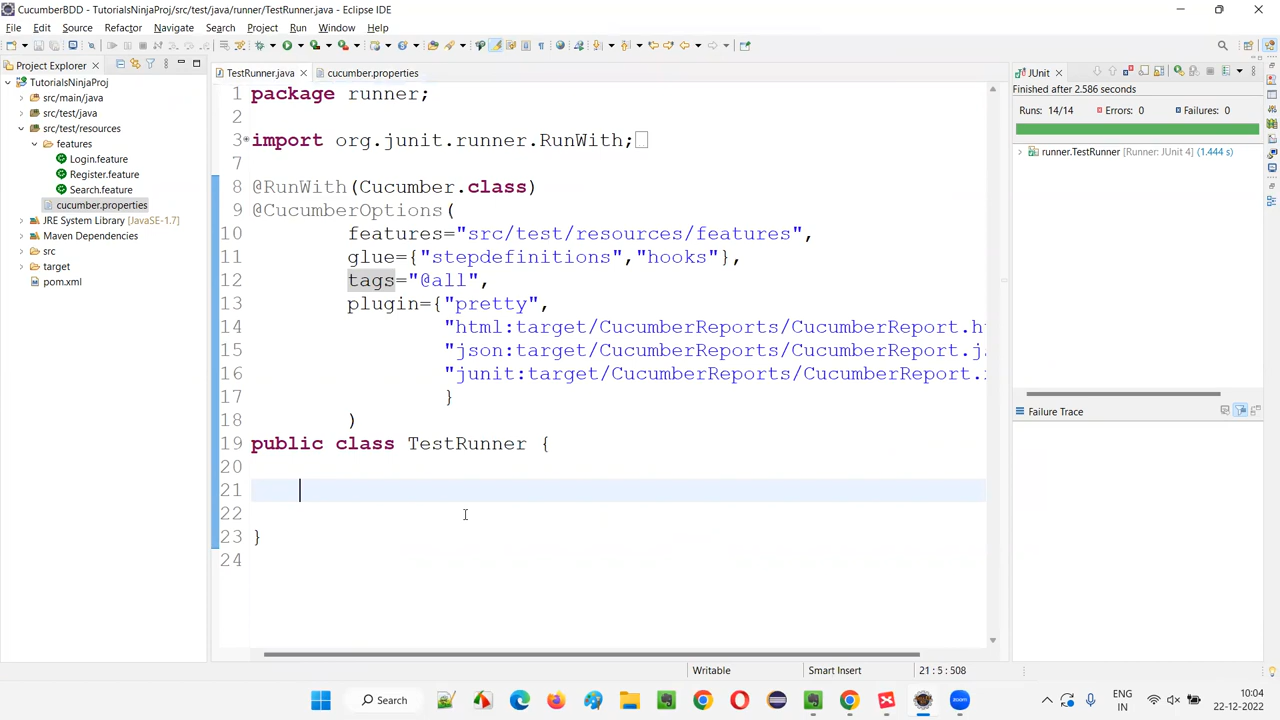 CucumberBDD - TutorialsNinjaProj/src/test/java/runner/TestRunner.java - Eclipse IDE
File Edit Source Refactor Navigate Search Project Run Window Help
Project Explorer
TutorialsNinjaProj
src/main/java
src/test/java
src/test/resources
features
Login.feature
Register.feature
Search.feature
cucumber.properties
JRE System Library [JavaSE-1.7]
Maven Dependencies
src
target
pom.xml
TestRunner.java
cucumber.properties
1 package runner;
2
3 import org.junit.runner.RunWith;
7
8 @RunWith(Cucumber.class)
9 @CucumberOptions(
10 features="src/test/resources/features",
11 glue={"stepdefinitions","hooks"},
12 tags="@all",
13 plugin={"pretty",
14 "html:target/CucumberReports/CucumberReport.h
15 "json:target/CucumberReports/CucumberReport.j
16 "junit:target/CucumberReports/CucumberReport.
17 }
18 )
19 public class TestRunner {
20
21
22
23 }
24
JUnit
Finished after 2.586 seconds
Runs: 14/14 Errors: 0 Failures: 0
runner.TestRunner [Runner: JUnit 4] (1.444 s)
Failure Trace
Writable
Smart Insert
21 : 5 : 508
Search
ENG
IN
10:04
22-12-2022